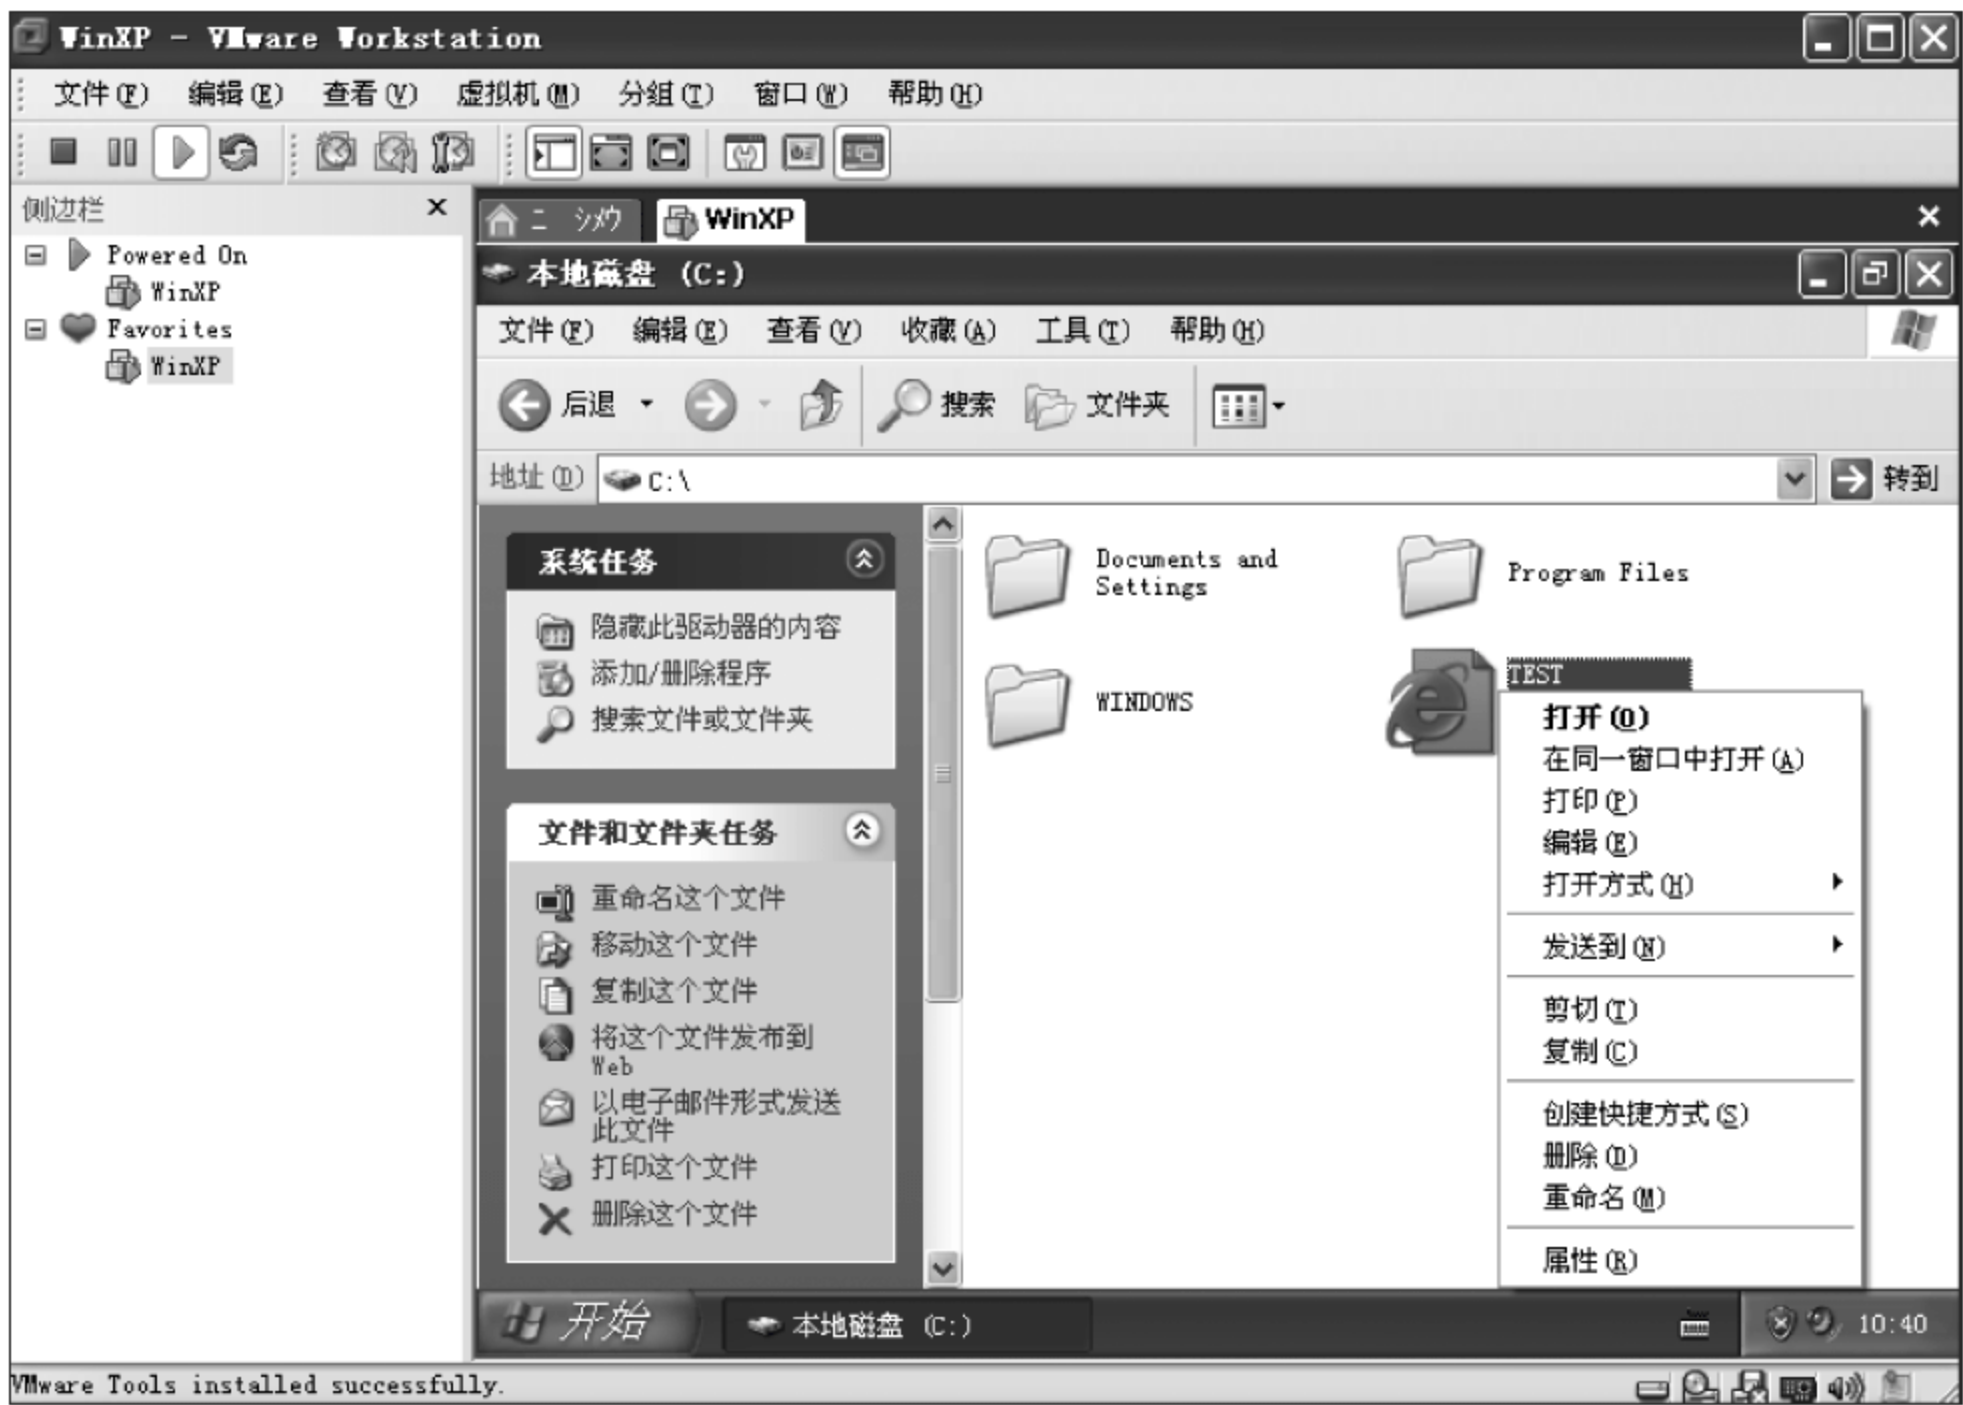 WinXP - VMware Workstation
文件(F) 编辑(E) 查看(V) 虚拟机(M) 分组(T) 窗口(W) 帮助(H)
侧边栏
Powered On
WinXP
Favorites
WinXP
ニ シメウ WinXP
本地磁盘 (C:)
文件(F) 编辑(E) 查看(V) 收藏(A) 工具(T) 帮助(H)
后退 搜索 文件夹
地址(D) C:\ 转到
系统任务
隐藏此驱动器的内容
添加/删除程序
搜索文件或文件夹
文件和文件夹任务
重命名这个文件
移动这个文件
复制这个文件
将这个文件发布到
Web
以电子邮件形式发送
此文件
打印这个文件
删除这个文件
Documents and
Settings
Program Files
WINDOWS
TEST
打开(O)
在同一窗口中打开(A)
打印(P)
编辑(E)
打开方式(H)
发送到(N)
剪切(T)
复制(C)
创建快捷方式(S)
删除(D)
重命名(M)
属性(R)
开始 本地磁盘 (C:) 10:40
VMware Tools installed successfully.